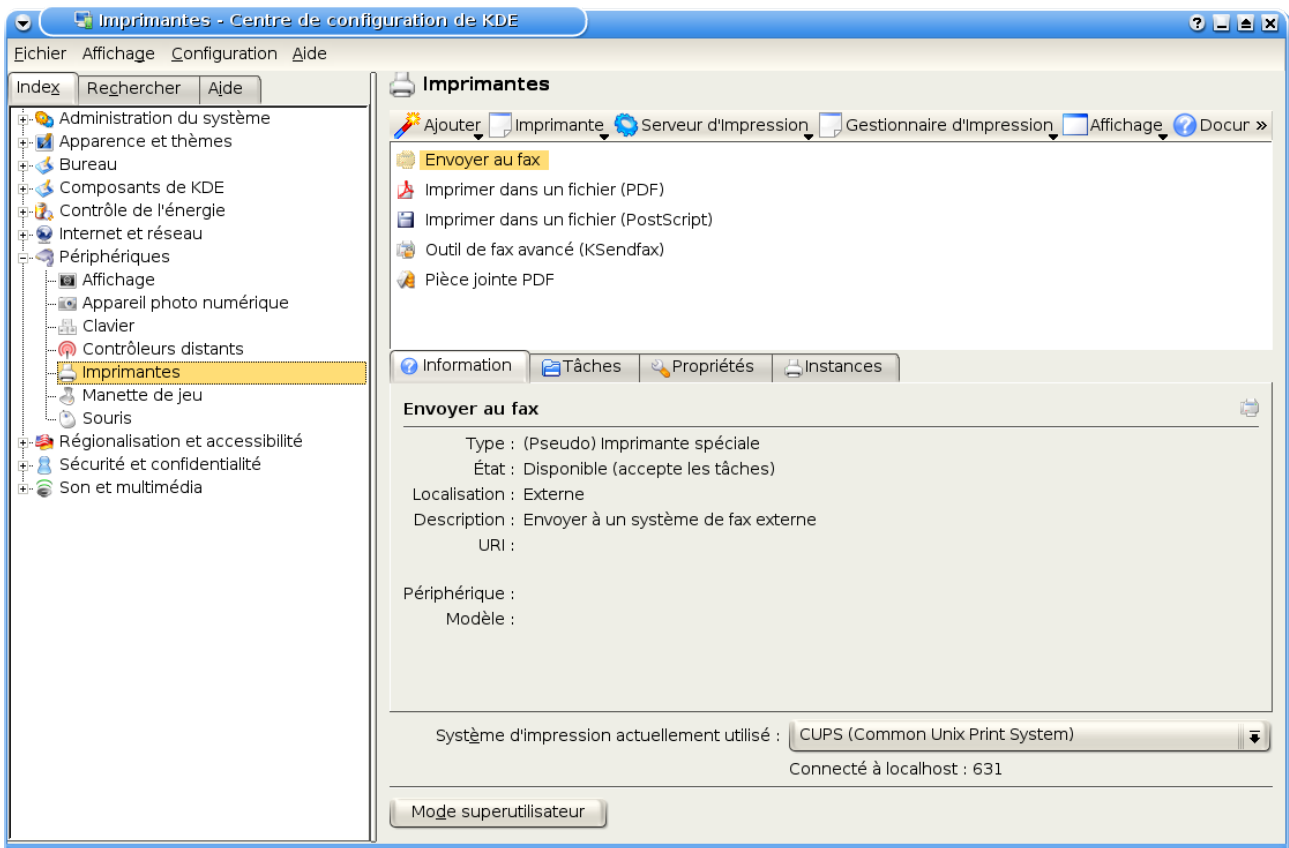 Imprimantes - Centre de configuration de KDE
Fichier Affichage Configuration Aide
Index Rechercher Aide
Administration du système
Apparence et thèmes
Bureau
Composants de KDE
Contrôle de l'énergie
Internet et réseau
Périphériques
Affichage
Appareil photo numérique
Clavier
Contrôleurs distants
Imprimantes
Manette de jeu
Souris
Régionalisation et accessibilité
Sécurité et confidentialité
Son et multimédia
Imprimantes
Ajouter Imprimante Serveur d'Impression Gestionnaire d'Impression Affichage Docur »
Envoyer au fax
Imprimer dans un fichier (PDF)
Imprimer dans un fichier (PostScript)
Outil de fax avancé (KSendfax)
Pièce jointe PDF
Information Tâches Propriétés Instances
Envoyer au fax
Type : (Pseudo) Imprimante spéciale
État : Disponible (accepte les tâches)
Localisation : Externe
Description : Envoyer à un système de fax externe
URI :
Périphérique :
Modèle :
Système d'impression actuellement utilisé : CUPS (Common Unix Print System)
Connecté à localhost : 631
Mode superutilisateur